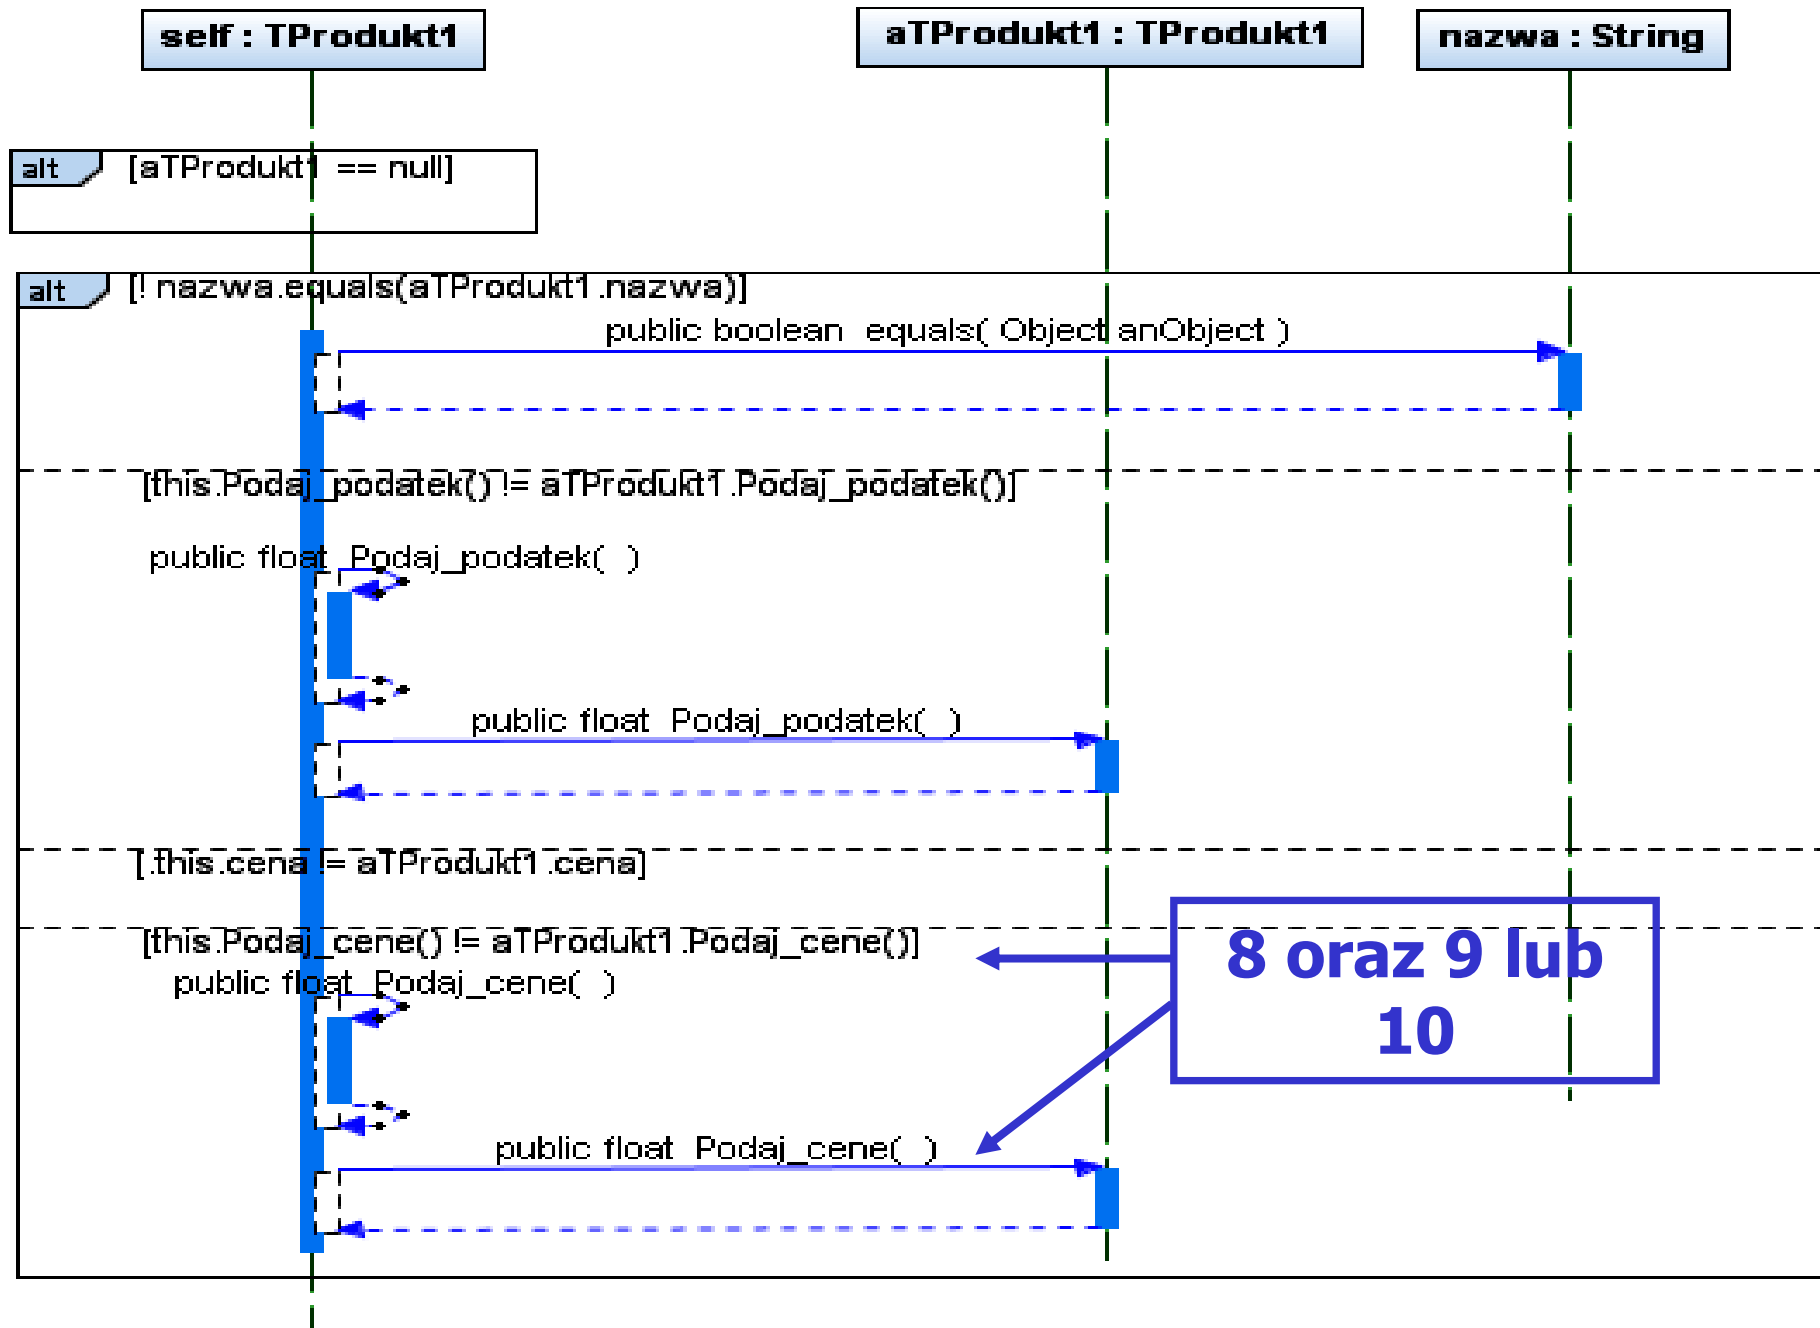 self : TProdukt1
aTProdukt1 : TProdukt1
nazwa : String
alt [aTProdukt1 == null]
alt [! nazwa.equals(aTProdukt1.nazwa)]
public boolean equals( Object anObject )
[this.Podaj_podatek() != aTProdukt1.Podaj_podatek()]
public float Podaj_podatek( )
public float Podaj_podatek( )
[.this.cena != aTProdukt1.cena]
[this.Podaj_cene() != aTProdukt1.Podaj_cene()]
8 oraz 9 lub
10
public float Podaj_cene( )
public float Podaj_cene( )